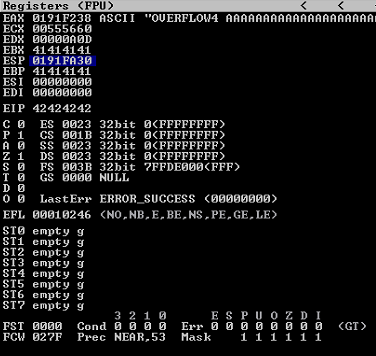 Registers (FPU) < < <
EAX 0191F238 ASCII "OVERFLOW4 AAAAAAAAAAAAAAAAAAAAA
ECX 00555660
EDX 00000A0D
EBX 41414141
ESP 0191FA30
EBP 41414141
ESI 00000000
EDI 00000000
EIP 42424242
C 0 ES 0023 32bit 0(FFFFFFFF)
P 1 CS 001B 32bit 0(FFFFFFFF)
A 0 SS 0023 32bit 0(FFFFFFFF)
Z 1 DS 0023 32bit 0(FFFFFFFF)
S 0 FS 003B 32bit 7FFDE000(FFF)
T 0 GS 0000 NULL
D 0
O 0 LastErr ERROR_SUCCESS (00000000)
EFL 00010246 (NO,NB,E,BE,NS,PE,GE,LE)
ST0 empty g
ST1 empty g
ST2 empty g
ST3 empty g
ST4 empty g
ST5 empty g
ST6 empty g
ST7 empty g
3 2 1 0 E S P U O Z D I
FST 0000 Cond 0 0 0 0 Err 0 0 0 0 0 0 0 0 (GT)
FCW 027F Prec NEAR,53 Mask 1 1 1 1 1 1